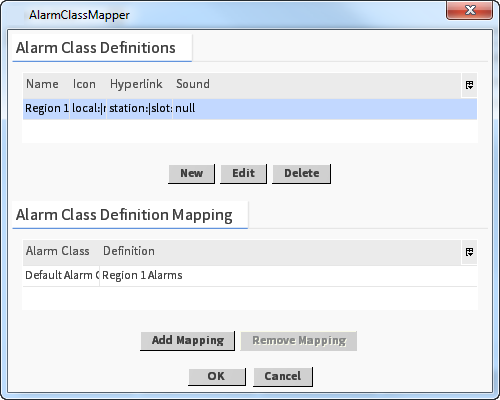 AlarmClassMapper
Alarm Class Definitions
Name Icon Hyperlink Sound
Region 1 local:| station:|slot: null
New Edit Delete
Alarm Class Definition Mapping
Alarm Class Definition
Default Alarm Region 1 Alarms
Add Mapping Remove Mapping
OK Cancel